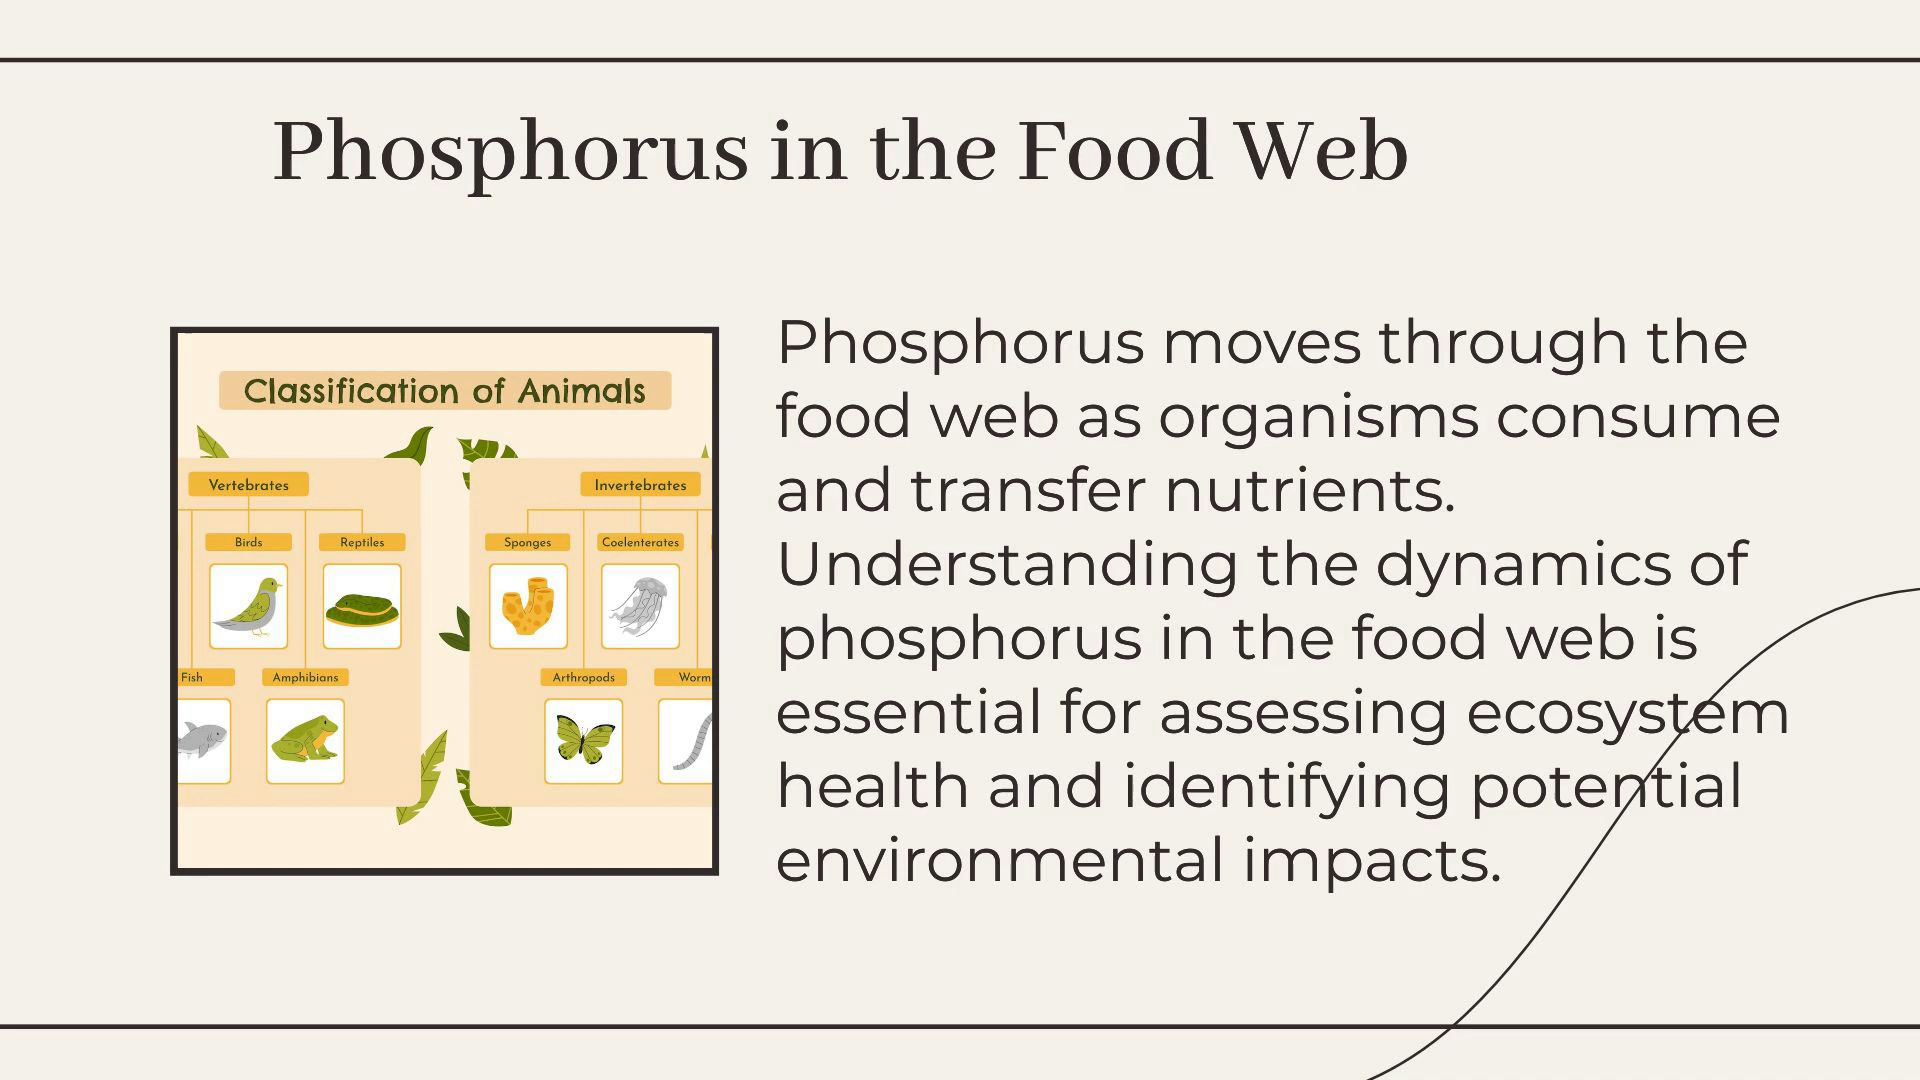 Phosphorus in the Food Web
Classification of Animals
Vertebrates
Birds
Reptiles
Fish
Amphibians
Invertebrates
Sponges
Coelenterates
Arthropods
Worm
Phosphorus moves through the
food web as organisms consume
and transfer nutrients.
Understanding the dynamics of
phosphorus in the food web is
essential for assessing ecosystem
health and identifying potential
environmental impacts.